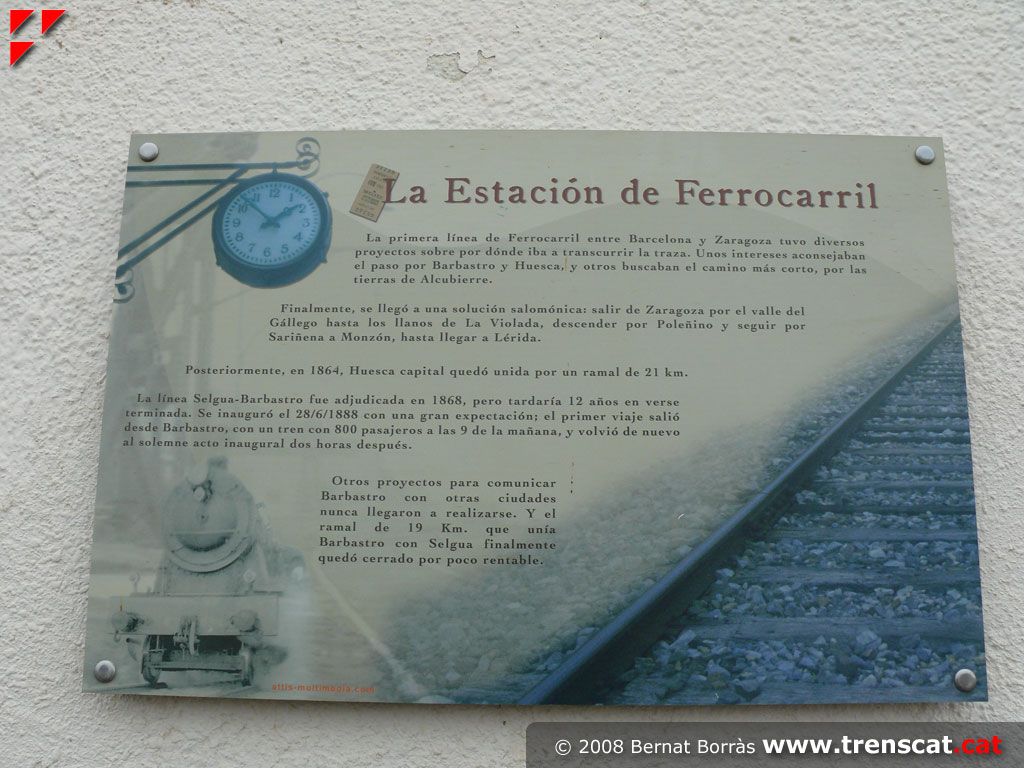 La Estación de Ferrocarril
La primera línea de Ferrocarril entre Barcelona y Zaragoza tuvo diversos
proyectos sobre por dónde iba a transcurrir la traza. Unos intereses aconsejaban
el paso por Barbastro y Huesca, y otros buscaban el camino más corto, por las
tierras de Alcubierre.
Finalmente, se llegó a una solución salomónica: salir de Zaragoza por el valle del
Gállego hasta los llanos de La Violada, descender por Poleñino y seguir por
Sariñena a Monzón, hasta llegar a Lérida.
Posteriormente, en 1864, Huesca capital quedó unida por un ramal de 21 km.
La línea Selgua-Barbastro fue adjudicada en 1868, pero tardaría 12 años en verse
terminada. Se inauguró el 28/6/1888 con una gran expectación; el primer viaje salió
desde Barbastro, con un tren con 800 pasajeros a las 9 de la mañana, y volvió de nuevo
al solemne acto inaugural dos horas después.
Otros proyectos para comunicar
Barbastro con otras ciudades
nunca llegaron a realizarse. Y el
ramal de 19 Km. que unía
Barbastro con Selgua finalmente
quedó cerrado por poco rentable.
attis-multimedia.com
© 2008 Bernat Borràs www.trenscat.cat